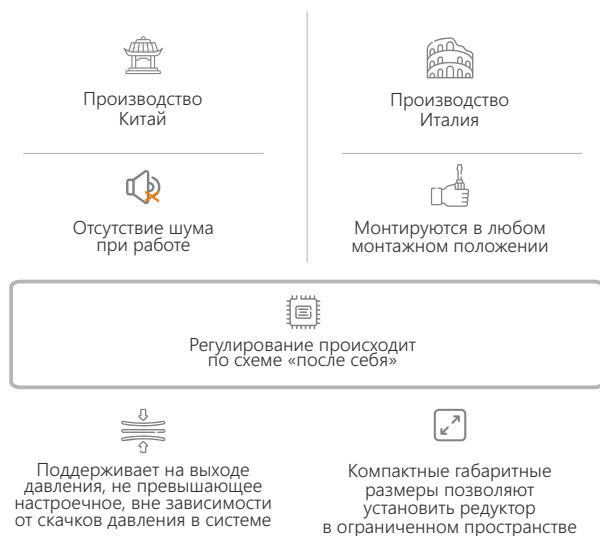 Производство
Китай
Производство
Италия
Отсутствие шума
при работе
Монтируются в любом
монтажном положении
Регулирование происходит
по схеме «после себя»
Поддерживает на выходе
давления, не превышающее
настроечное, вне зависимости
от скачков давления в системе
Компактные габаритные
размеры позволяют
установить редуктор
в ограниченном пространстве